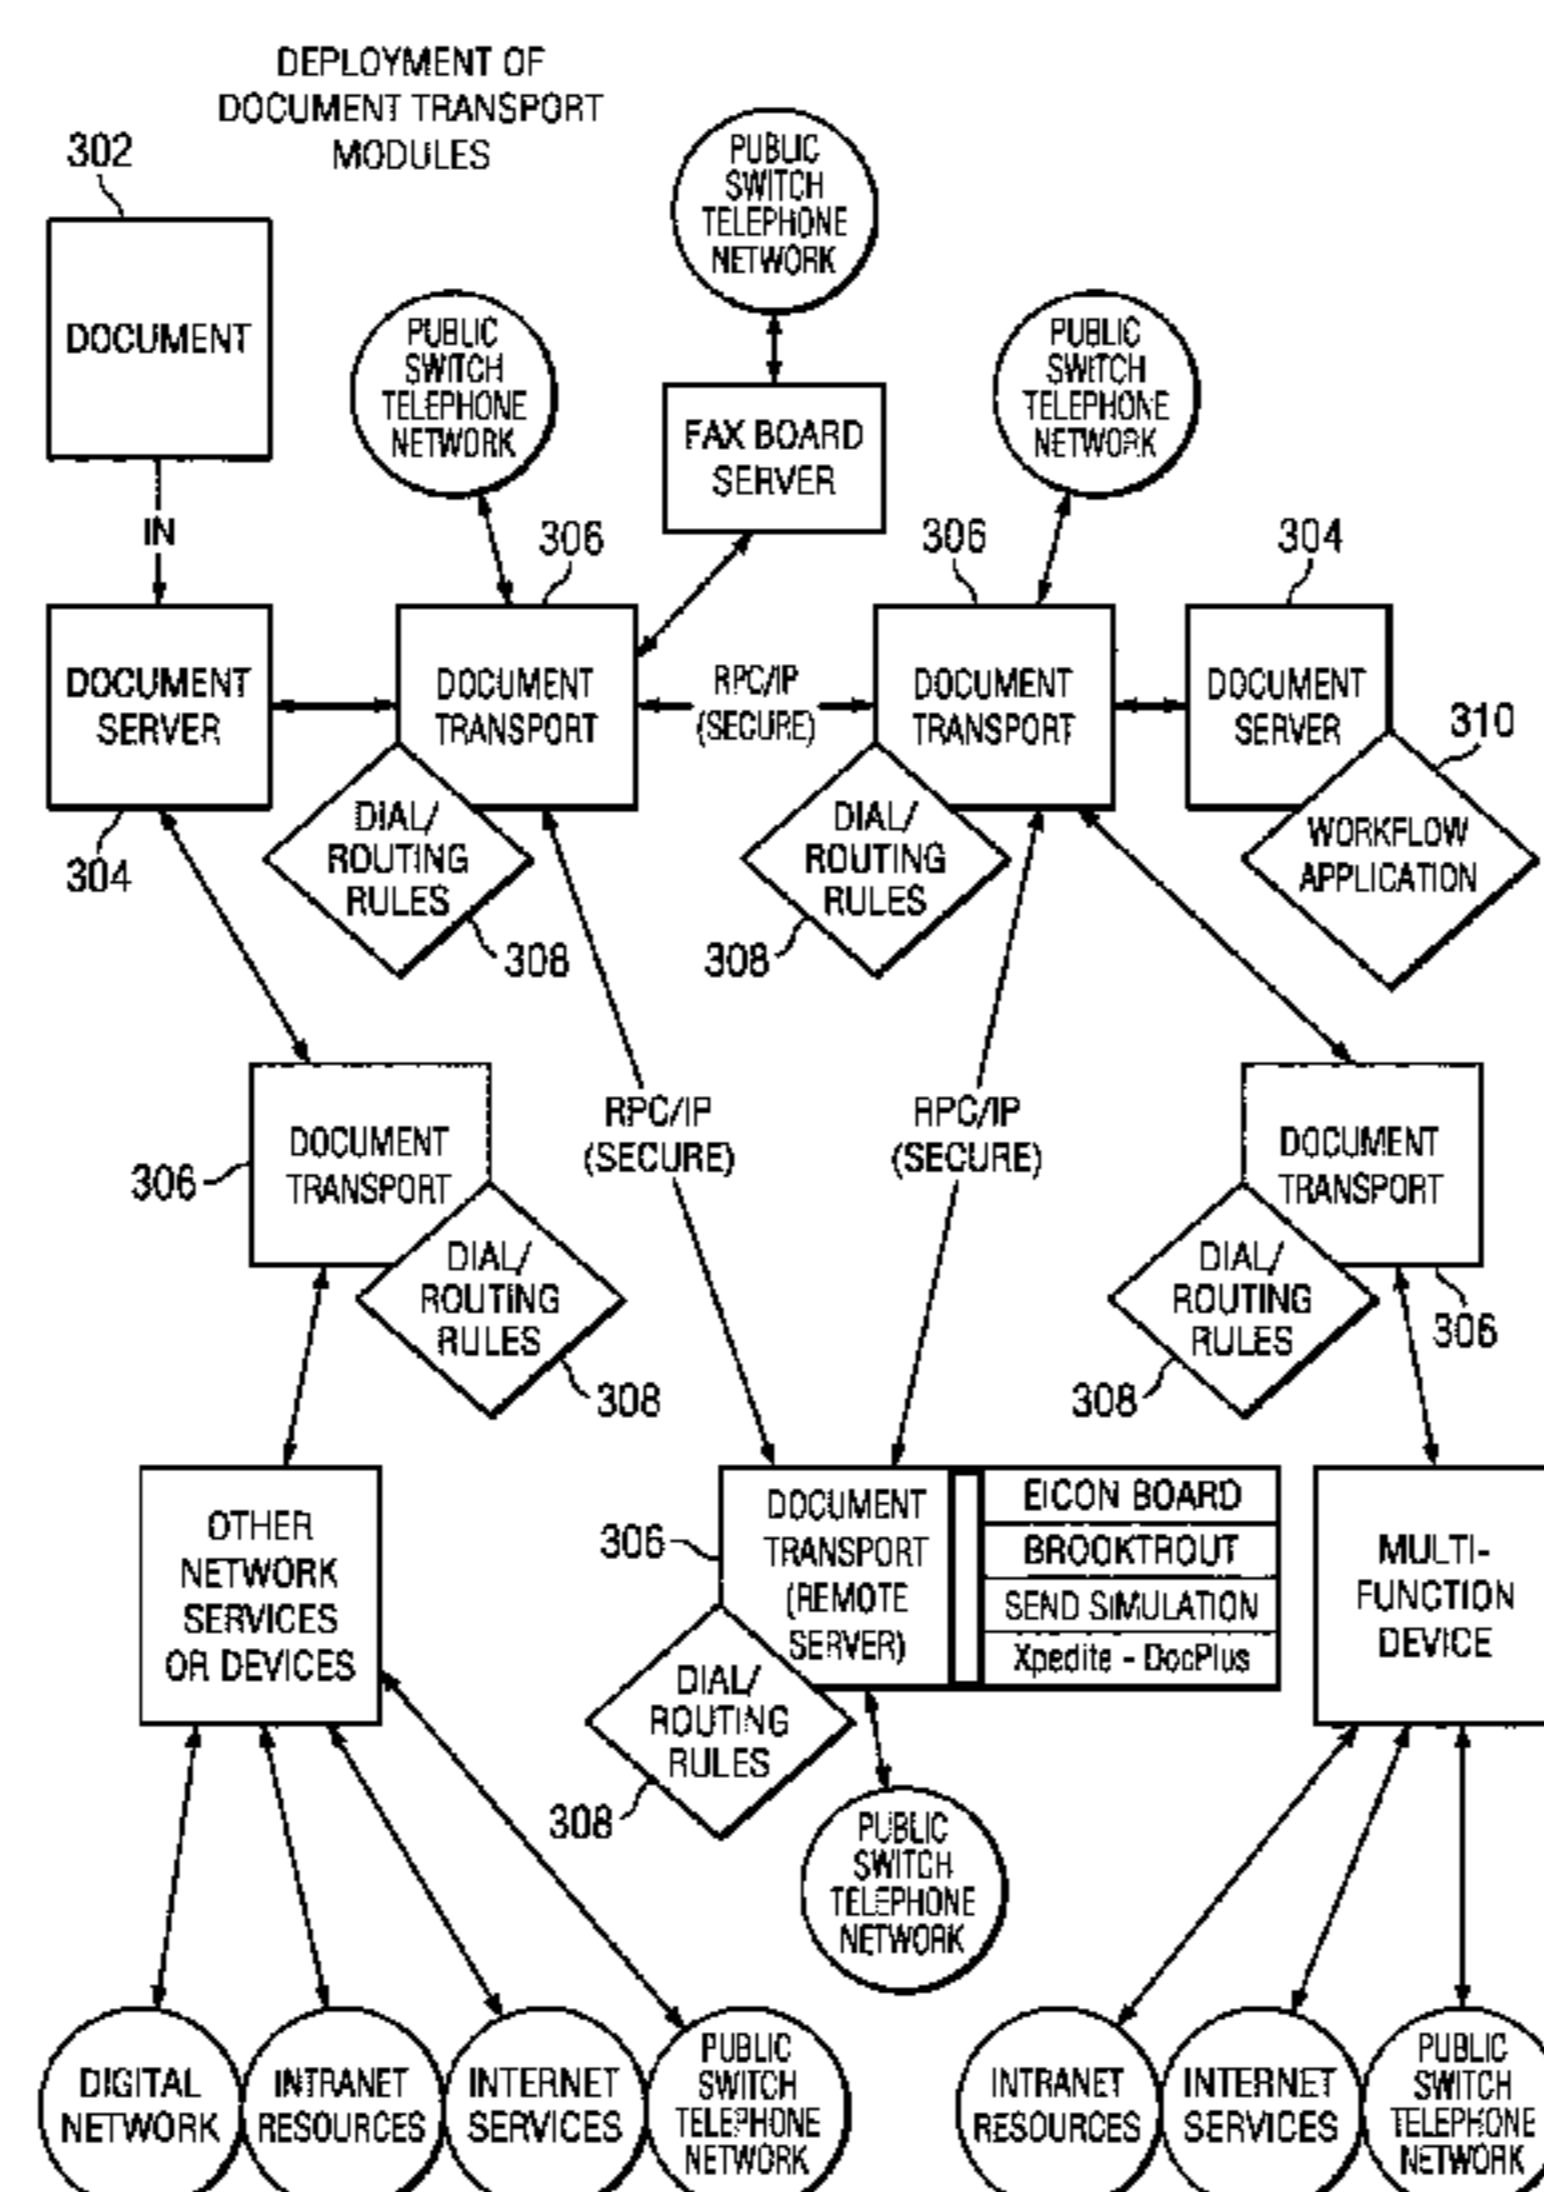 DEPLOYMENT OF
DOCUMENT TRANSPORT
MODULES
302
PUBLIC
SWITCH
TELEPHONE
NETWORK
DOCUMENT
PUBLIC
SWITCH
TELEPHONE
NETWORK
FAX BOARD
SERVER
PUBLIC
SWITCH
TELEPHONE
NETWORK
IN
306
306
304
DOCUMENT
SERVER
DOCUMENT
TRANSPORT
RPC/IP
(SECURE)
DOCUMENT
TRANSPORT
DOCUMENT
SERVER
310
304
DIAL/
ROUTING
RULES
308
DIAL/
ROUTING
RULES
308
WORKFLOW
APPLICATION
306
DOCUMENT
TRANSPORT
RPC/IP
(SECURE)
RPC/IP
(SECURE)
DOCUMENT
TRANSPORT
DIAL/
ROUTING
RULES
308
DIAL/
ROUTING
RULES
308
306
OTHER
NETWORK
SERVICES
OR DEVICES
306
DOCUMENT
TRANSPORT
(REMOTE
SERVER)
EICON BOARD
BROOKTROUT
SEND SIMULATION
Xpedite - DocPlus
MULTI-
FUNCTION
DEVICE
DIAL/
ROUTING
RULES
308
PUBLIC
SWITCH
TELEPHONE
NETWORK
DIGITAL
NETWORK
INTRANET
RESOURCES
INTERNET
SERVICES
PUBLIC
SWITCH
TELEPHONE
NETWORK
INTRANET
RESOURCES
INTERNET
SERVICES
PUBLIC
SWITCH
TELEPHONE
NETWORK